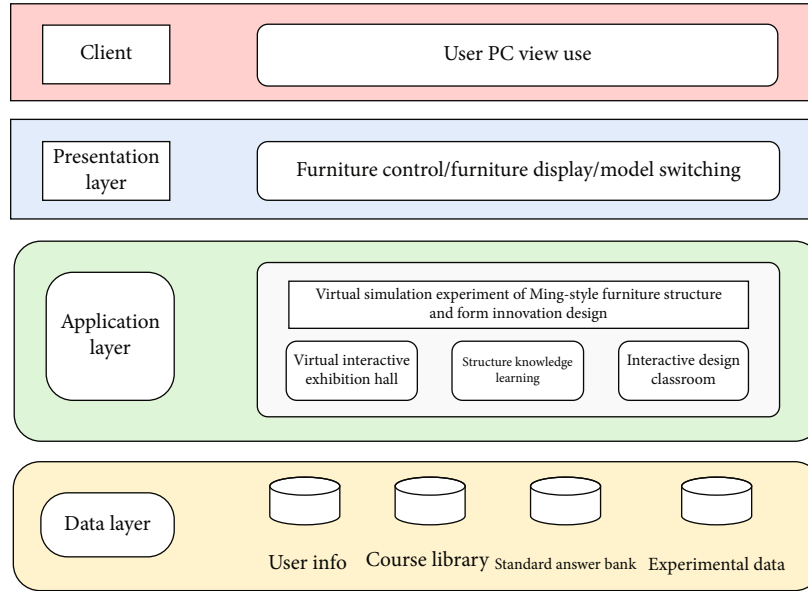 Client
User PC view use
Presentation
layer
Furniture control/furniture display/model switching
Application
layer
Virtual simulation experiment of Ming-style furniture structure
and form innovation design
Virtual interactive
exhibition hall
Structure knowledge
learning
Interactive design
classroom
Data layer
User info
Course library
Standard answer bank
Experimental data